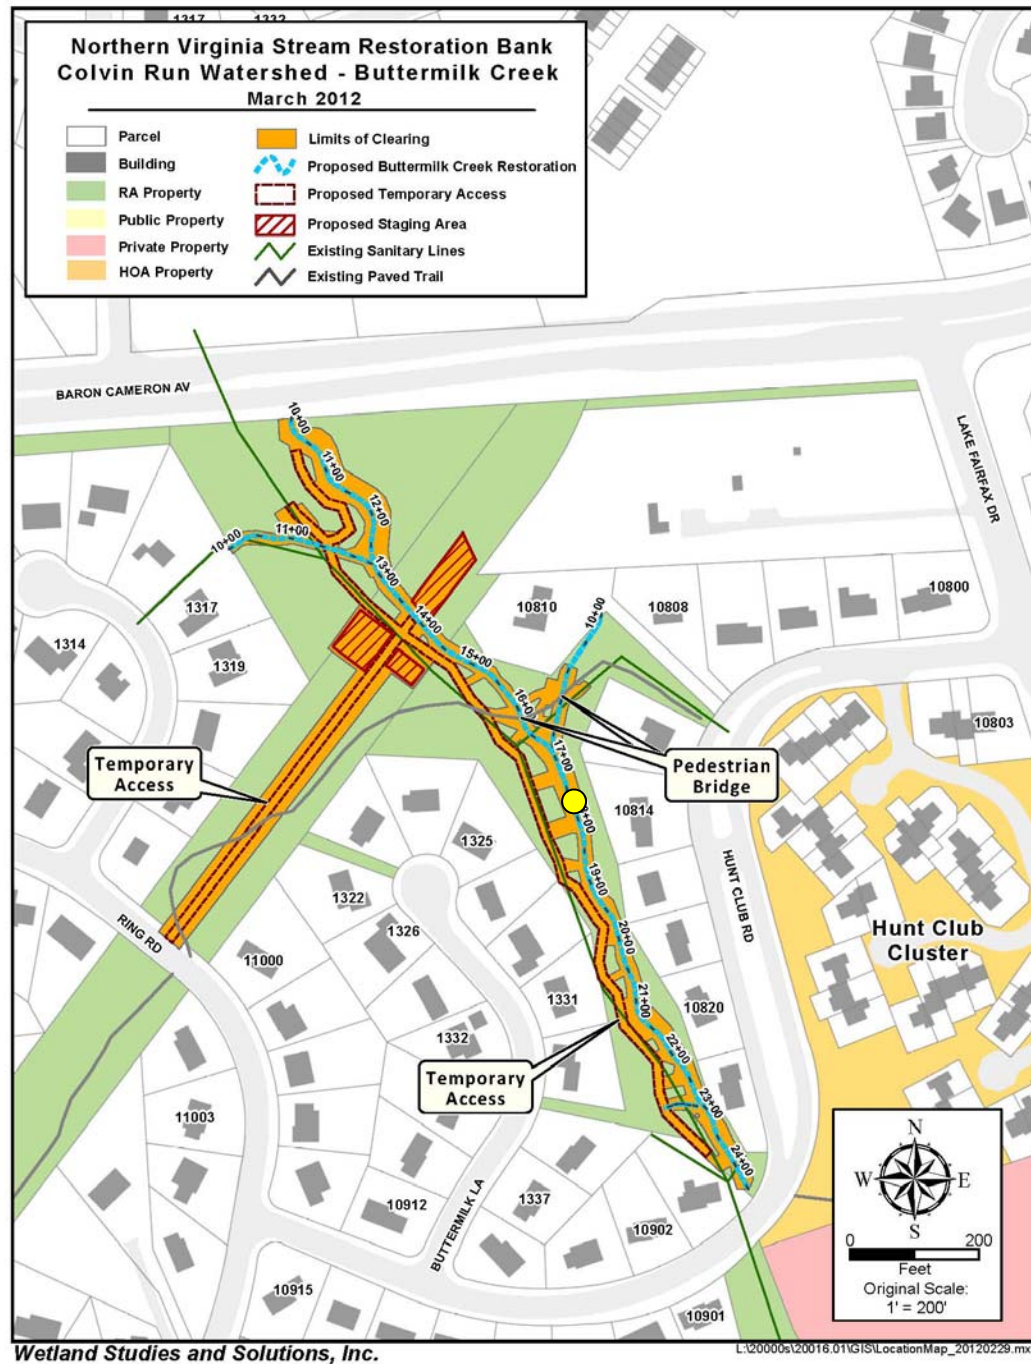 1317
1332
Northern Virginia Stream Restoration Bank
Colvin Run Watershed - Buttermilk Creek
March 2012
Parcel
Building
RA Property
Public Property
Private Property
HOA Property
Limits of Clearing
Proposed Buttermilk Creek Restoration
Proposed Temporary Access
Proposed Staging Area
Existing Sanitary Lines
Existing Paved Trail
BARON CAMERON AV
LAKE FAIRFAX DR
10+00
11+00
12+00
10+00
11+00
13+00
14+00
15+00
16+00
10+00
17+00
19+00
20+00
21+00
22+00
23+00
24+00
1317
1314
1319
10810
10808
10800
10803
Temporary
Access
Pedestrian
Bridge
10814
1325
1322
1326
HUNT CLUB RD
Hunt Club
Cluster
RING RD
11000
1331
10820
1332
Temporary
Access
11003
10912
1337
10902
BUTTERMILK LA
10915
10901
N
W
E
S
0
200
Feet
Original Scale:
1' = 200'
Wetland Studies and Solutions, Inc.